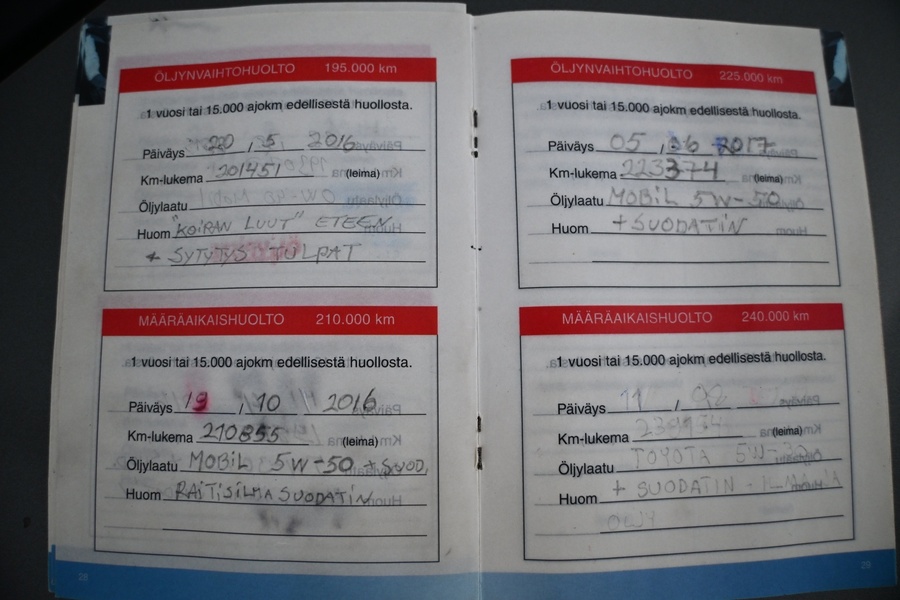 ÖLJYNVAIHTOHUOLTO 195.000 km
1 vuosi tai 15.000 ajokm edellisestä huollosta.
Päiväys 20 , 5 2016
Km-lukema 201451 (leima)
Öljylaatu
Huom "KOIRAN LUUT" ETEEN
+ SYTYTYS TULPAT
MÄÄRÄAIKAISHUOLTO 210.000 km
1 vuosi tai 15.000 ajokm edellisestä huollosta.
Päiväys 19 , 10 2016
Km-lukema 210855 (leima)
Öljylaatu MOBIL 5W-50 + SUOD,
Huom RAITISILMA SUODATIN
28
ÖLJYNVAIHTOHUOLTO 225.000 km
1 vuosi tai 15.000 ajokm edellisestä huollosta.
Päiväys 05 , 06 2017
Km-lukema 223374 (leima)
Öljylaatu MOBIL 5W-50
Huom + SUODATIN
MÄÄRÄAIKAISHUOLTO 240.000 km
1 vuosi tai 15.000 ajokm edellisestä huollosta.
Päiväys 11 , 02
Km-lukema (leima)
Öljylaatu TOYOTA
Huom + SUODATIN -
29